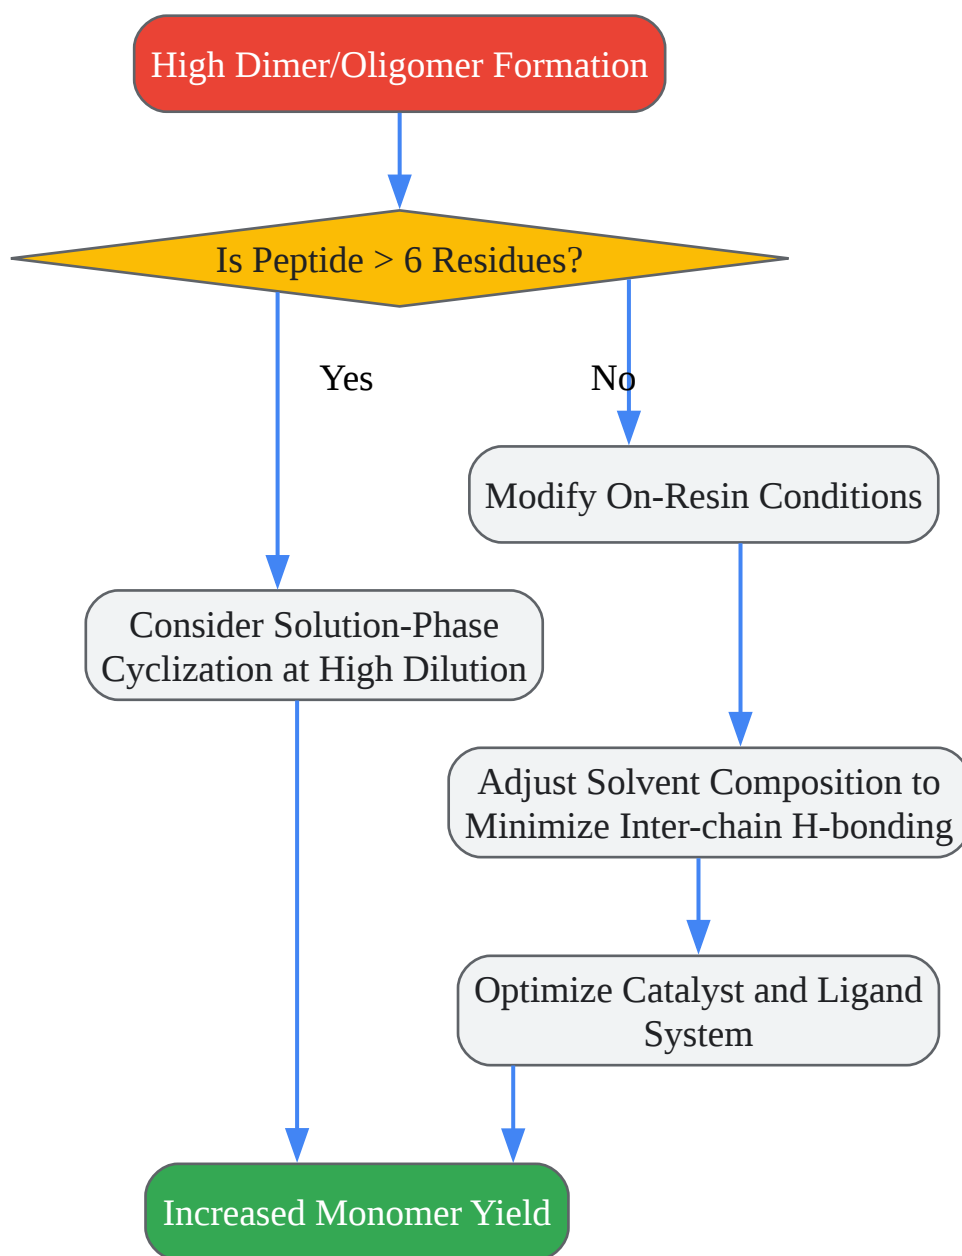 High Dimer/Oligomer Formation
Is Peptide > 6 Residues?
Yes
No
Modify On-Resin Conditions
Consider Solution-Phase
Cyclization at High Dilution
Adjust Solvent Composition to
Minimize Inter-chain H-bonding
Optimize Catalyst and Ligand
System
Increased Monomer Yield